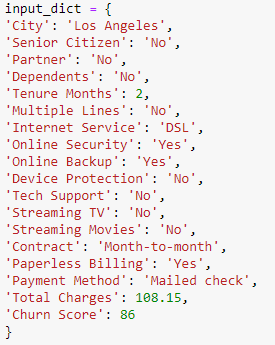 input_dict = {
'City': 'Los Angeles',
'Senior Citizen': 'No',
'Partner': 'No',
'Dependents': 'No',
'Tenure Months': 2,
'Multiple Lines': 'No',
'Internet Service': 'DSL',
'Online Security': 'Yes',
'Online Backup': 'Yes',
'Device Protection': 'No',
'Tech Support': 'No',
'Streaming TV': 'No',
'Streaming Movies': 'No',
'Contract': 'Month-to-month',
'Paperless Billing': 'Yes',
'Payment Method': 'Mailed check',
'Total Charges': 108.15,
'Churn Score': 86
}